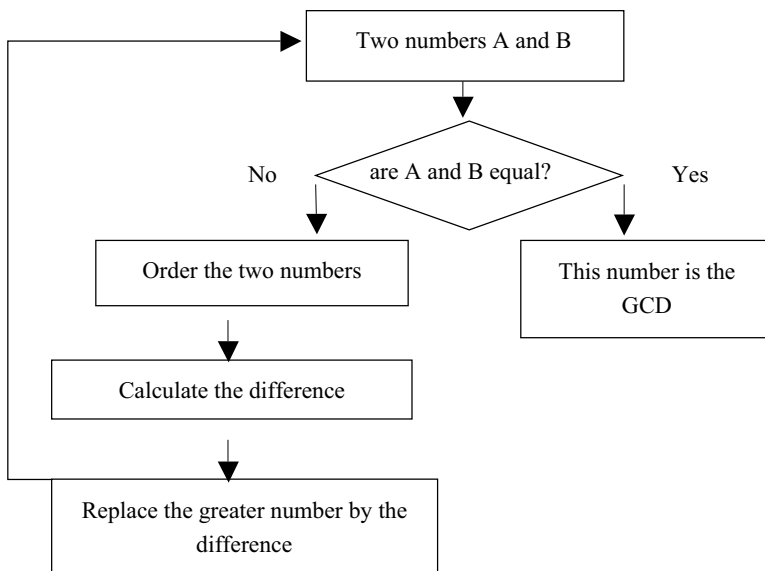 Two numbers A and B
are A and B equal?
No
Yes
Order the two numbers
This number is the
GCD
Calculate the difference
Replace the greater number by the
difference